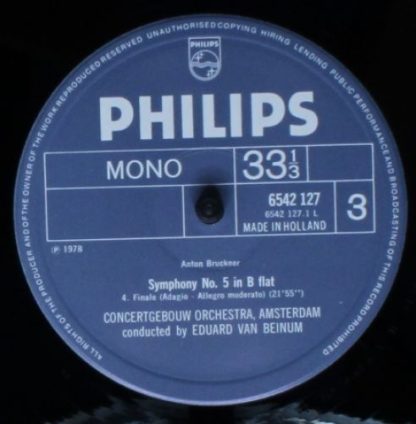 ALL RIGHTS OF THE PRODUCER AND OF THE OWNER OF THE WORK REPRODUCED RESERVED UNAUTHORISED COPYING HIRING LENDING PUBLIC PERFORMANCE AND BROADCASTING OF THIS RECORD PROHIBITED
PHILIPS
PHILIPS
MONO
33 1/3
6542 127
6542 127.1 L
MADE IN HOLLAND
3
Ⓟ 1978
Anton Bruckner
Symphony No. 5 in B flat
4. Finale (Adagio - Allegro moderato) (21'55'')
CONCERTGEBOUW ORCHESTRA, AMSTERDAM
conducted by EDUARD VAN BEINUM